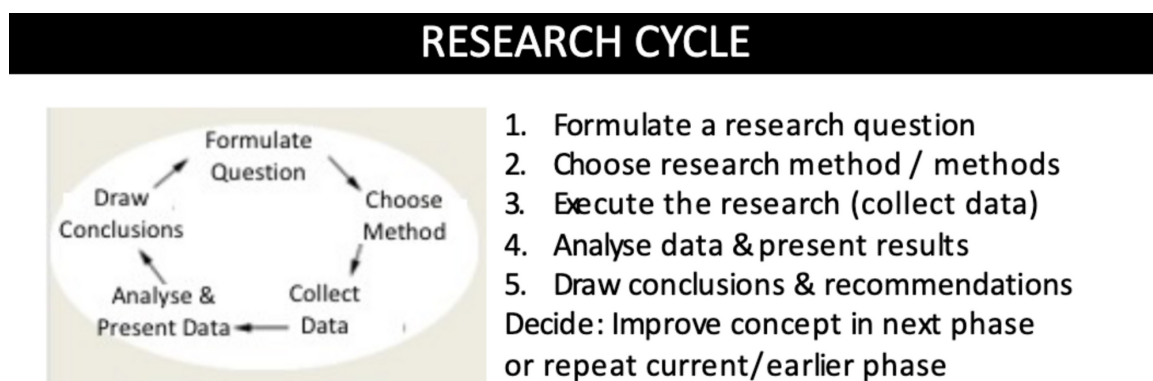 RESEARCH CYCLE
Formulate
Question
Choose
Method
Collect
Data
Analyse &
Present Data
Draw
Conclusions
1. Formulate a research question
2. Choose research method / methods
3. Execute the research (collect data)
4. Analyse data & present results
5. Draw conclusions & recommendations
Decide: Improve concept in next phase
or repeat current/earlier phase